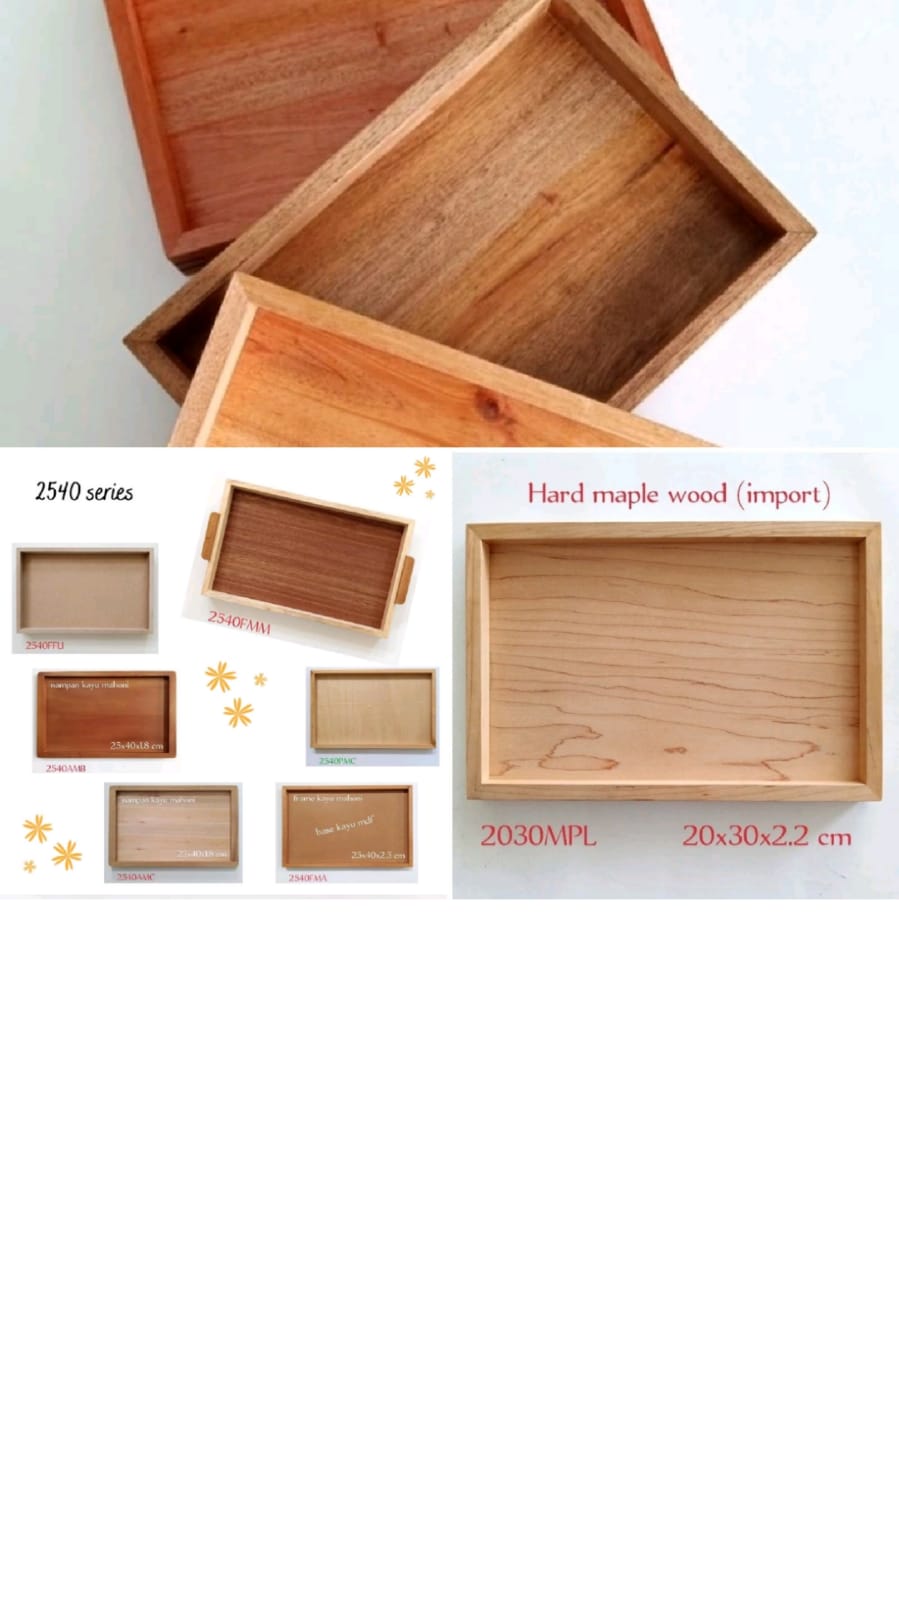 2540 series
2540FMM
2540FFU
nampan kayu mahoni
25x40x1.8 cm
2540AMB
2540PMC
nampan kayu mahoni
25x40x1.8 cm
2540AMC
frame kayu mahoni
base kayu mdf
25x40x2.3 cm
2540FMA
Hard maple wood (import)
2030MPL 20x30x2.2 cm